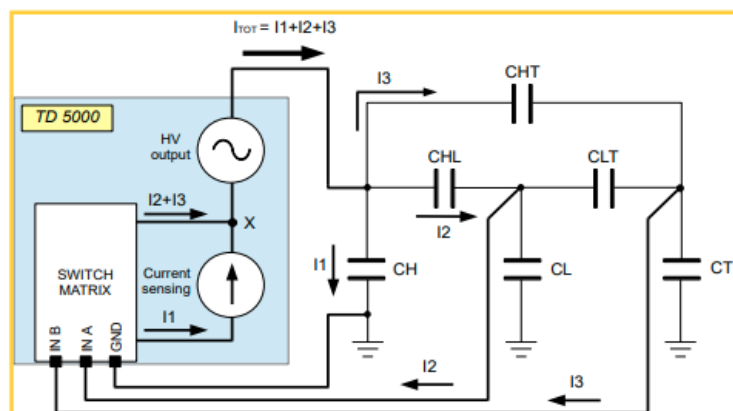 ITOT = I1+I2+I3
I3
CHT
TD 5000
HV
output
CHL
CLT
I2+I3
X
I2
SWITCH
MATRIX
Current
sensing
I1
CH
CL
CT
I1
IN B
IN A
GND
I2
I3